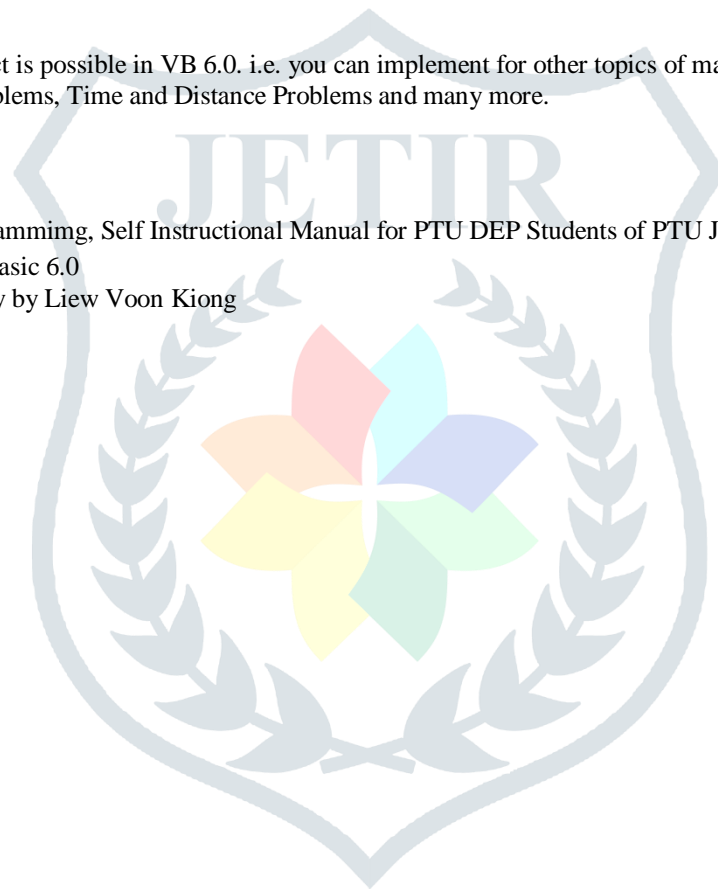 ct is possible in VB 6.0. i.e. you can implement for other topics of ma
blems, Time and Distance Problems and many more.
JETIR
ammimg, Self Instructional Manual for PTU DEP Students of PTU J
asic 6.0
y by Liew Voon Kiong